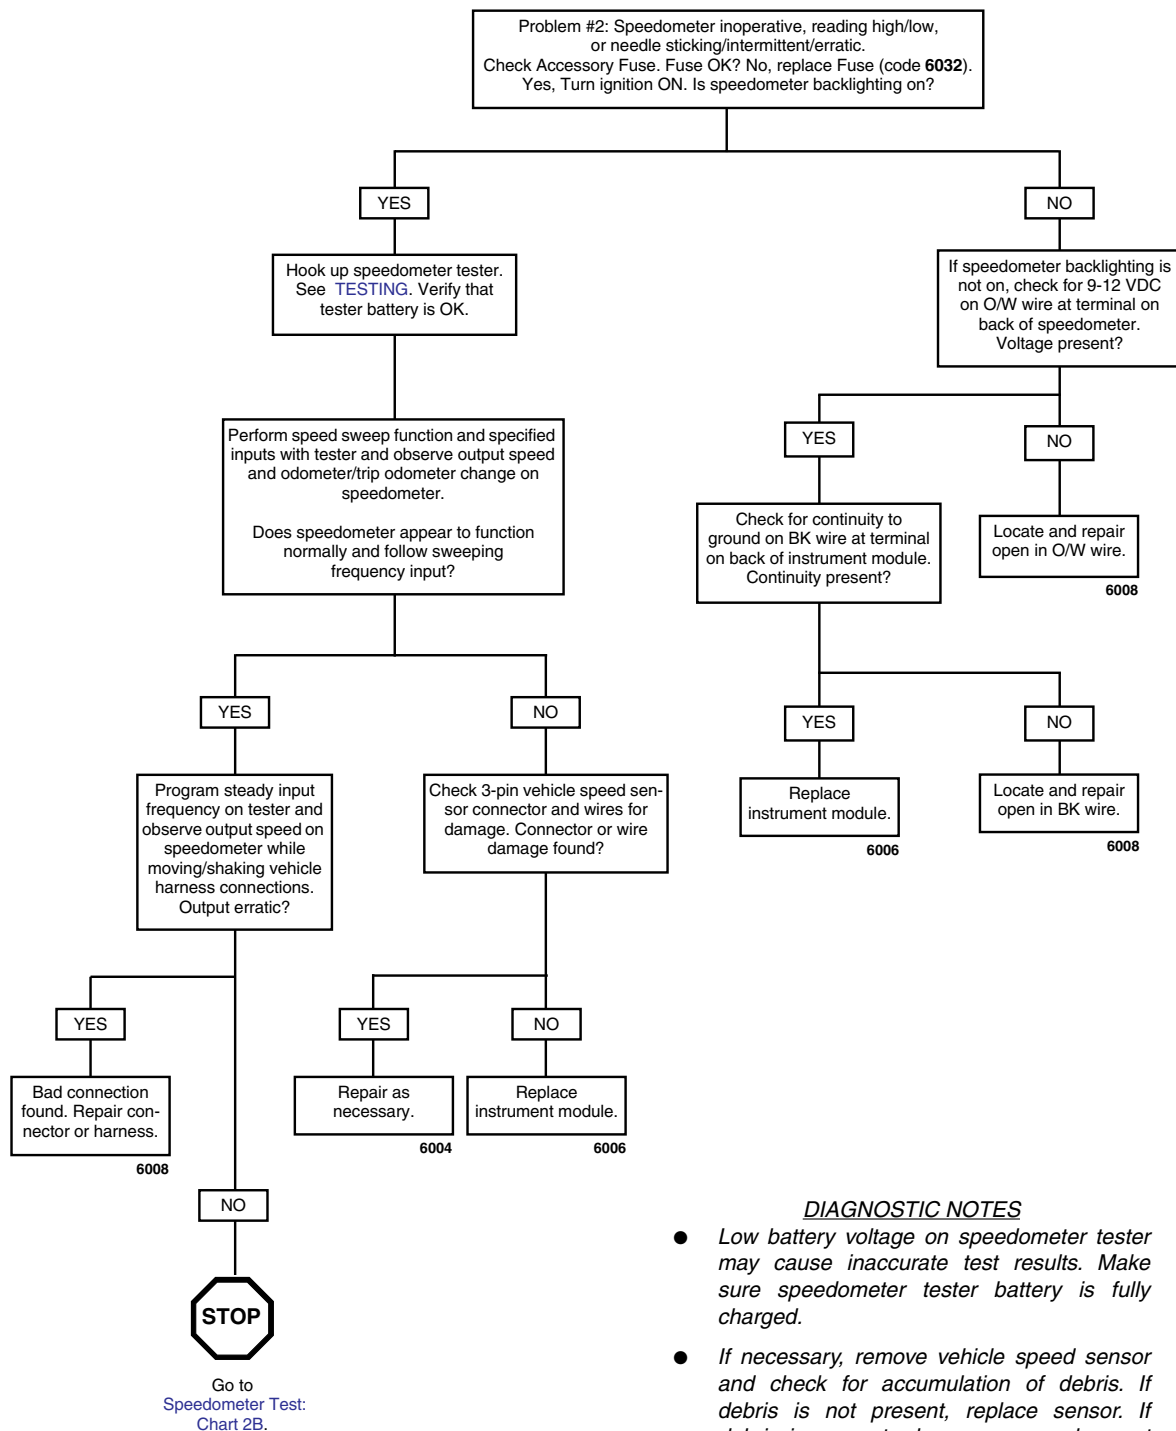 Problem #2: Speedometer inoperative, reading high/low,
or needle sticking/intermittent/erratic.
Check Accessory Fuse. Fuse OK? No, replace Fuse (code 6032).
Yes, Turn ignition ON. Is speedometer backlighting on?
YES
NO
Hook up speedometer tester.
See TESTING. Verify that
tester battery is OK.
If speedometer backlighting is
not on, check for 9-12 VDC
on O/W wire at terminal on
back of speedometer.
Voltage present?
Perform speed sweep function and specified
inputs with tester and observe output speed
and odometer/trip odometer change on
speedometer.
Does speedometer appear to function
normally and follow sweeping
frequency input?
YES
NO
Check for continuity to
ground on BK wire at terminal
on back of instrument module.
Continuity present?
Locate and repair
open in O/W wire.
6008
YES
NO
YES
NO
Program steady input
frequency on tester and
observe output speed on
speedometer while
moving/shaking vehicle
harness connections.
Output erratic?
Check 3-pin vehicle speed sen-
sor connector and wires for
damage. Connector or wire
damage found?
Replace
instrument module.
6006
Locate and repair
open in BK wire.
6008
YES
YES
NO
Bad connection
found. Repair con-
nector or harness.
6008
Repair as
necessary.
6004
Replace
instrument module.
6006
NO
STOP
Go to
Speedometer Test:
Chart 2B.
DIAGNOSTIC NOTES
● Low battery voltage on speedometer tester
may cause inaccurate test results. Make
sure speedometer tester battery is fully
charged.
● If necessary, remove vehicle speed sensor
and check for accumulation of debris. If
debris is not present, replace sensor. If